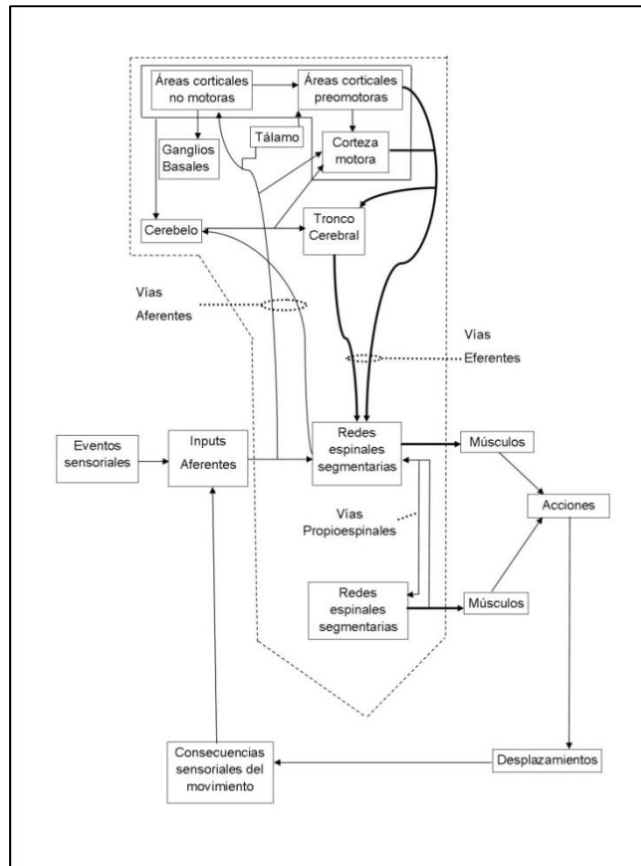 Áreas corticales
no motoras
Áreas corticales
preomotoras
Tálamo
Ganglios
Basales
Corteza
motora
Cerebelo
Tronco
Cerebral
Vías
Aferentes
Vías
Eferentes
Eventos
sensoriales
Inputs
Aferentes
Redes
espinales
segmentarias
Músculos
Acciones
Vías
Propioespinales
Redes
espinales
segmentarias
Músculos
Consecuencias
sensoriales del
movimiento
Desplazamientos